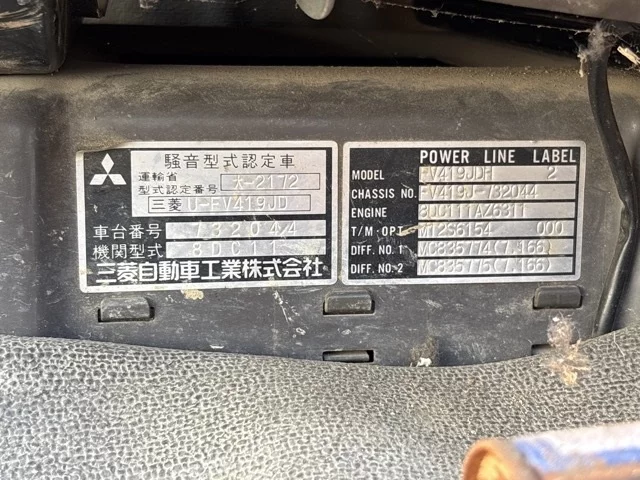 騒音型式認定車
運輸省
型式認定番号 大-2172
三菱 U-FV419JD
車台番号 732044
機関型式 8DC11
三菱自動車工業株式会社
POWER LINE LABEL
MODEL FV419JDH 2
CHASSIS NO. FV419J-732044
ENGINE 8DC111AZ6311
T/M OPT. M12S6154 000
DIFF. NO. 1 MC835774(7.166)
DIFF. NO. 2 MC835775(7.166)